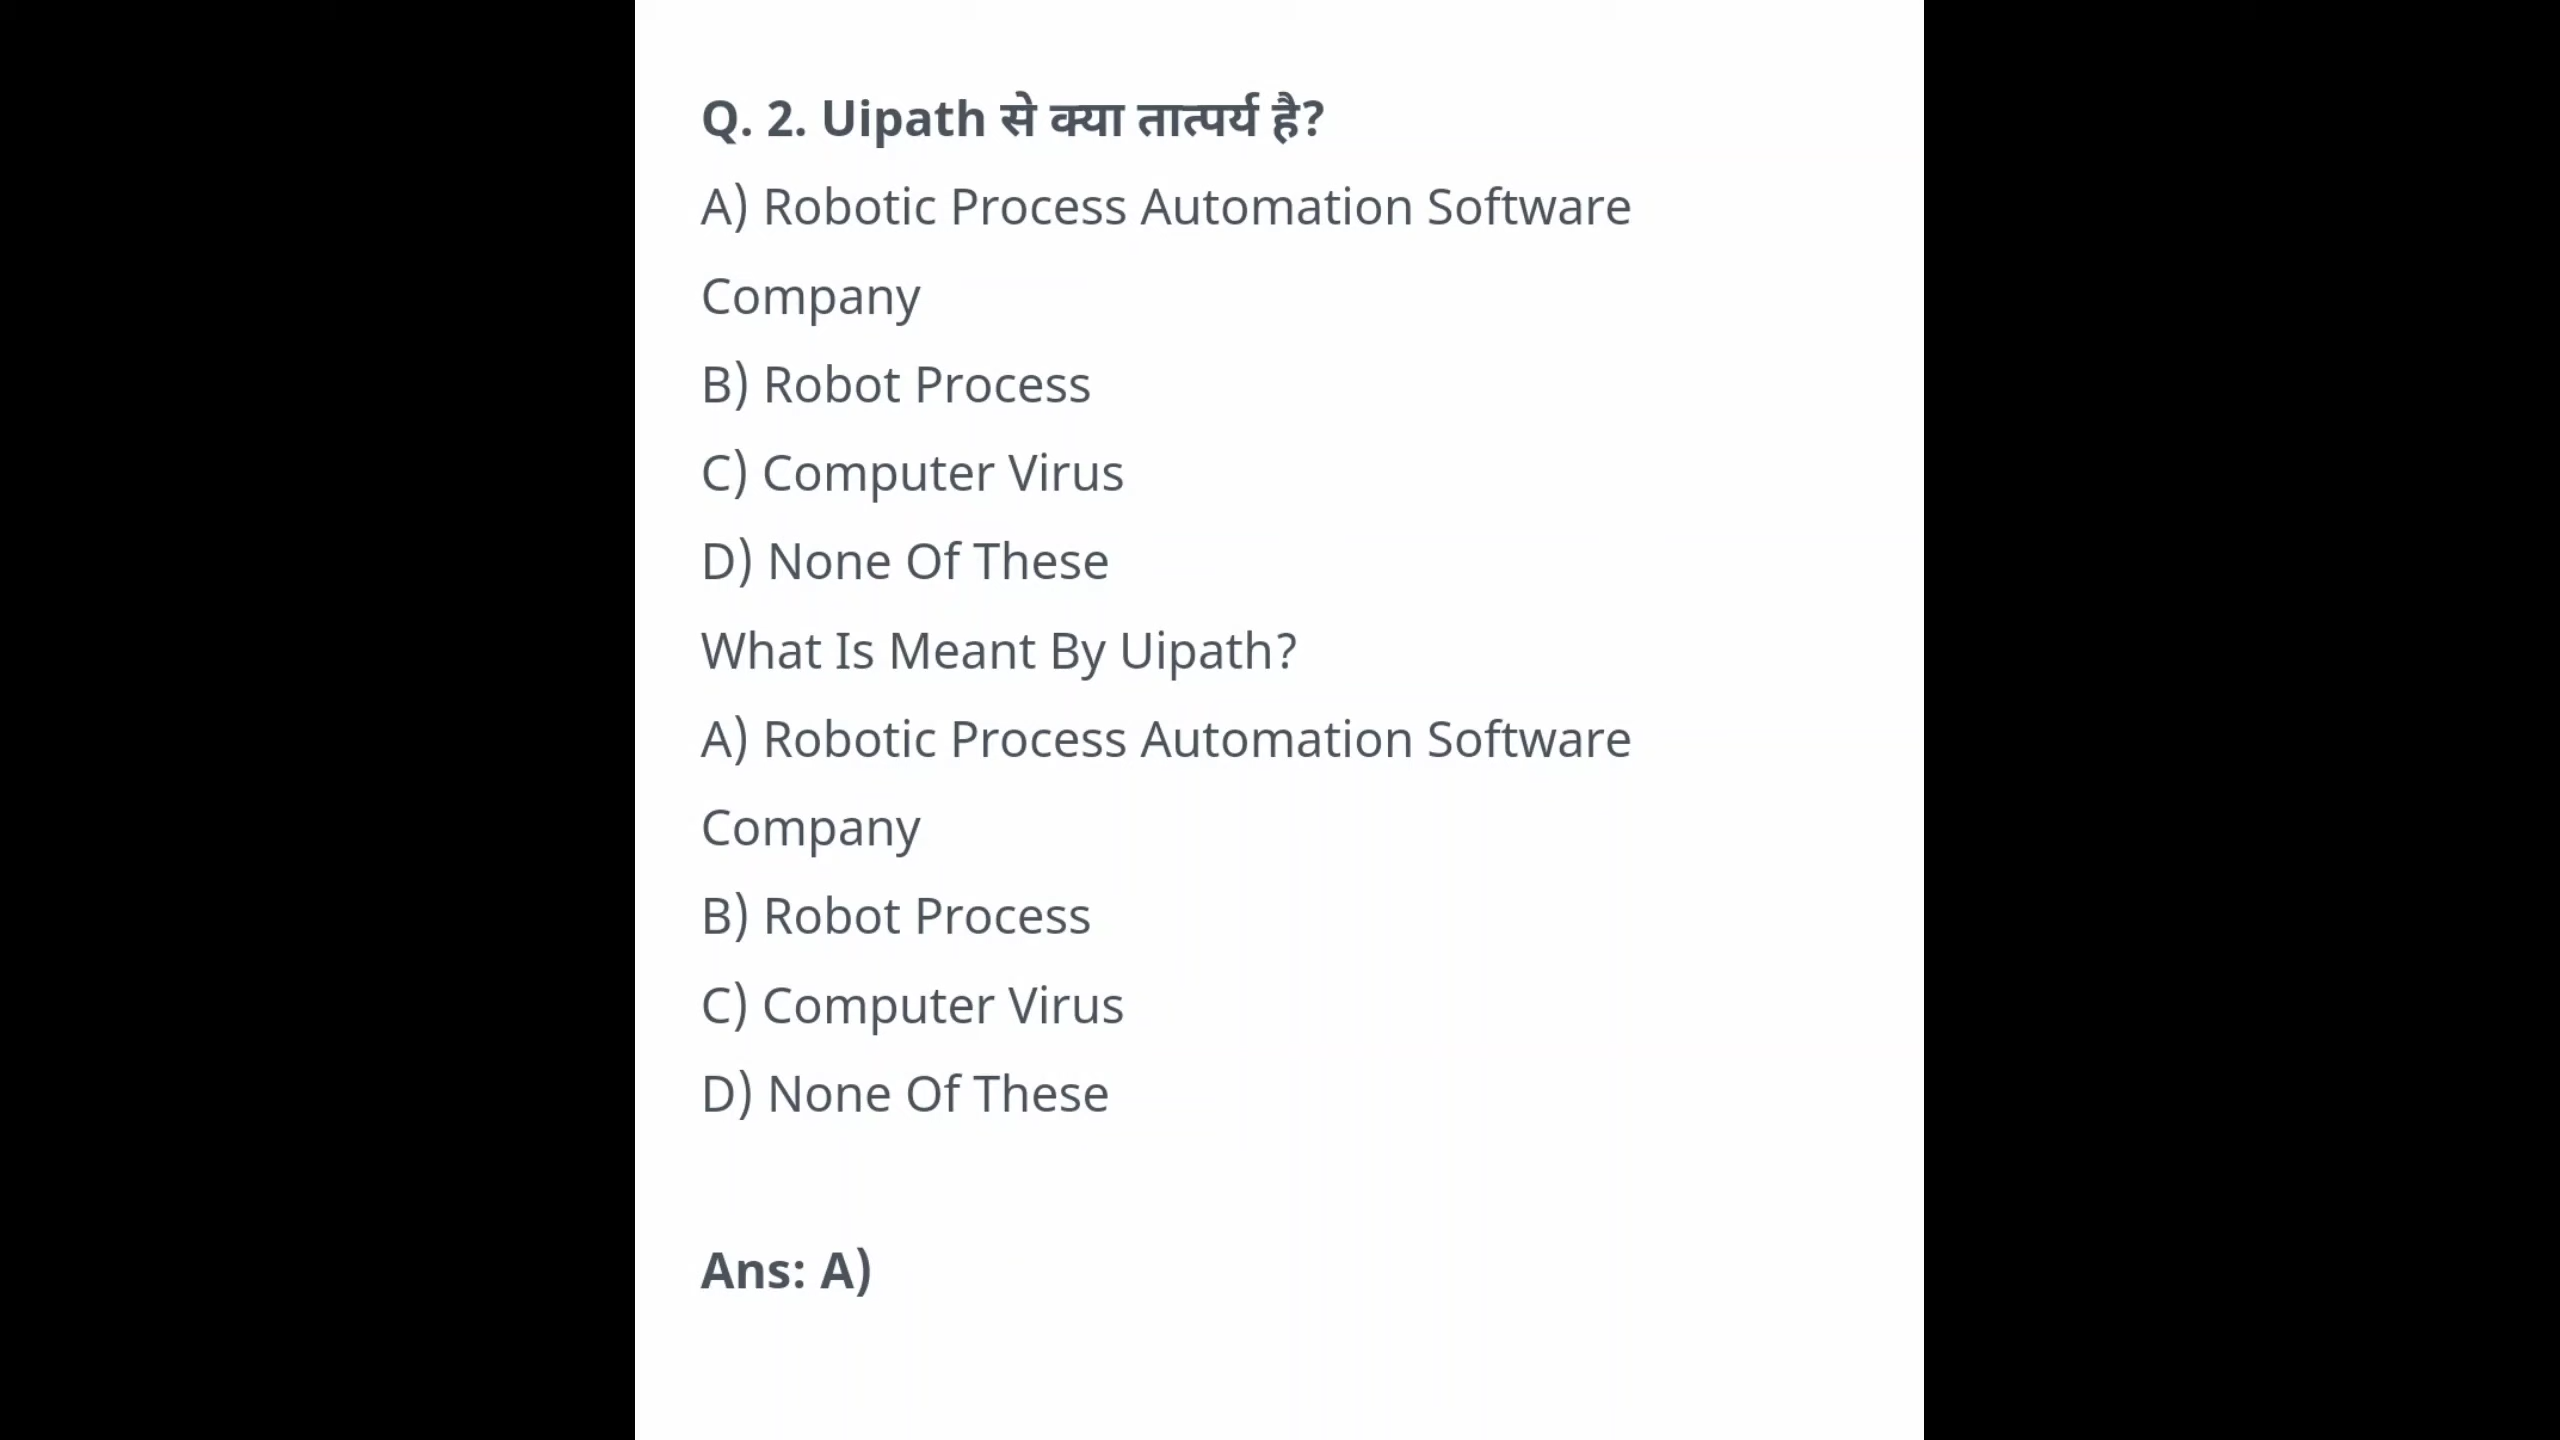 Q. 2. Uipath से क्या तात्पर्य है?
A) Robotic Process Automation Software
Company
B) Robot Process
C) Computer Virus
D) None Of These
What Is Meant By Uipath?
A) Robotic Process Automation Software
Company
B) Robot Process
C) Computer Virus
D) None Of These
Ans: A)